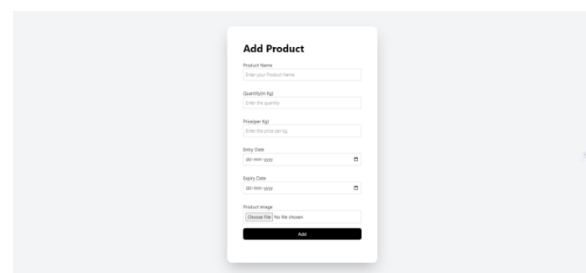 Add Product
Product Name
Enter your Product Name
Quantity(in Kg)
Enter the quantity
Price(per Kg)
Enter the price per kg
Entry Date
dd-mm-yyyy
Expiry Date
dd-mm-yyyy
Product Image
Choose File No file chosen
Add